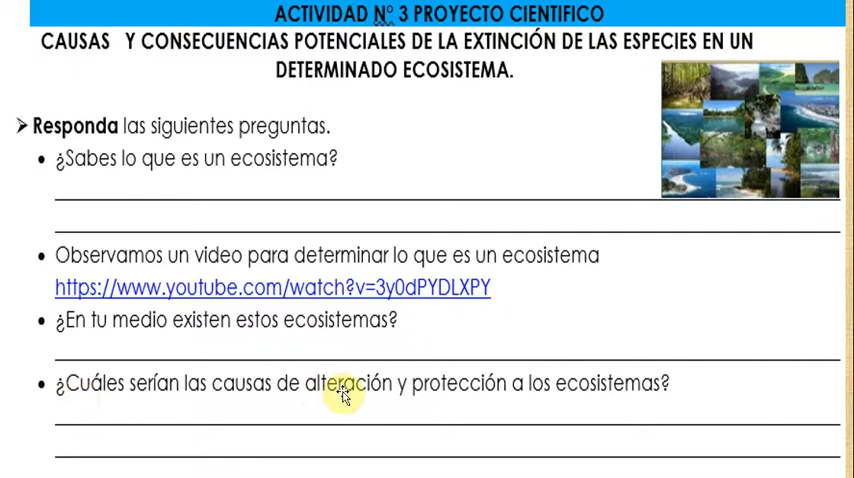 ACTIVIDAD N° 3 PROYECTO CIENTIFICO
CAUSAS Y CONSECUENCIAS POTENCIALES DE LA EXTINCIÓN DE LAS ESPECIES EN UN
DETERMINADO ECOSISTEMA.
➢ Responda las siguientes preguntas.
• ¿Sabes lo que es un ecosistema?
• Observamos un video para determinar lo que es un ecosistema
https://www.youtube.com/watch?v=3y0dPYDLXPY
• ¿En tu medio existen estos ecosistemas?
• ¿Cuáles serían las causas de alteración y protección a los ecosistemas?